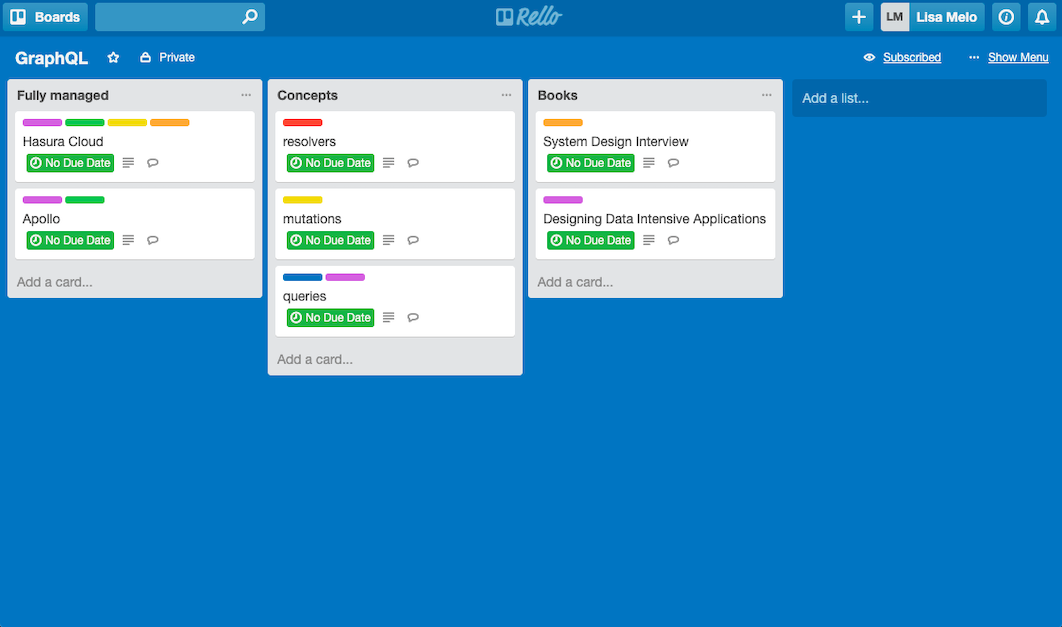 Boards
Rello
LM Lisa Melo
GraphQL
Private
Subscribed
Show Menu
Fully managed
Hasura Cloud
No Due Date
Apollo
No Due Date
Add a card...
Concepts
resolvers
No Due Date
mutations
No Due Date
queries
No Due Date
Add a card...
Books
System Design Interview
No Due Date
Designing Data Intensive Applications
No Due Date
Add a card...
Add a list...